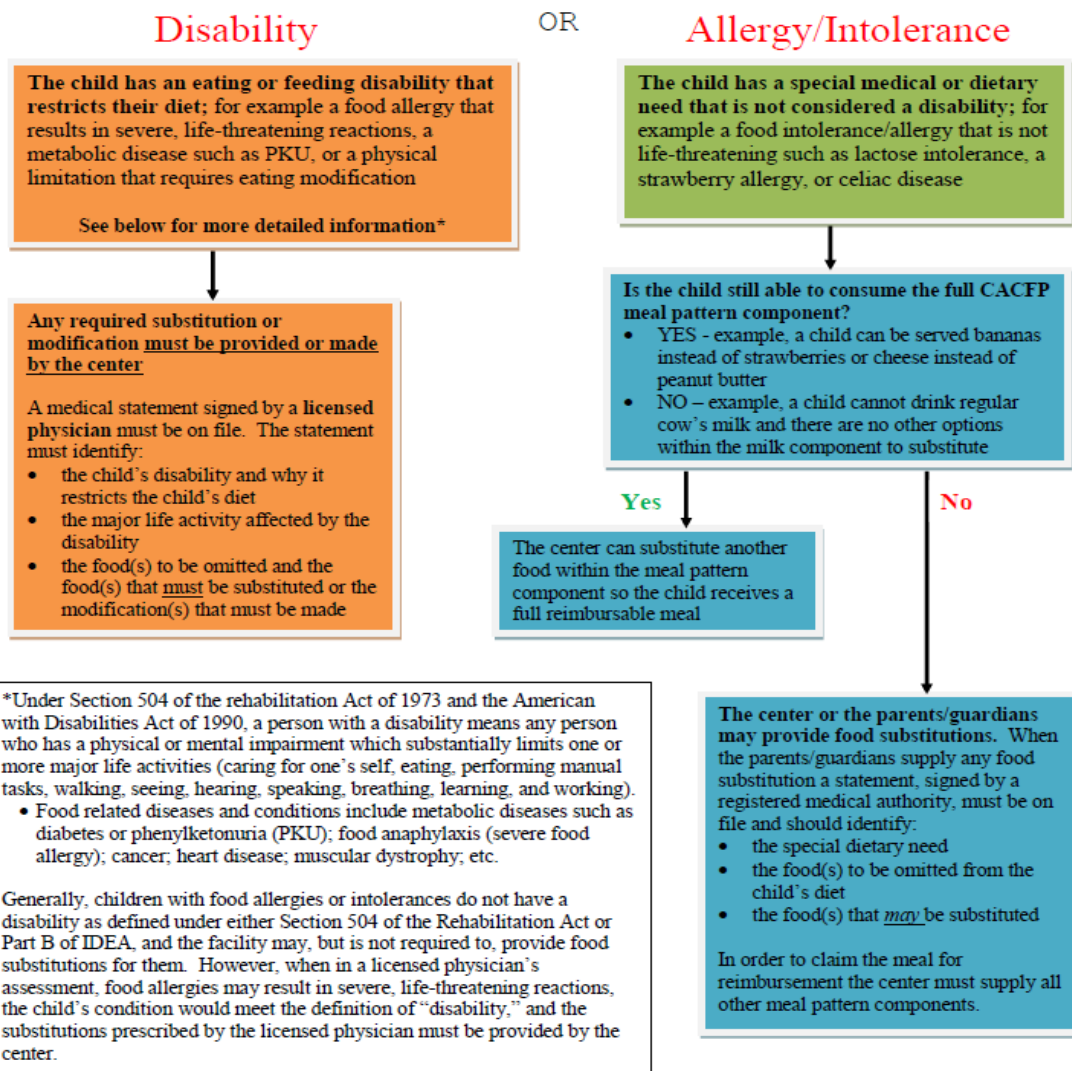 Disability
OR
Allergy/Intolerance
The child has an eating or feeding disability that
restricts their diet; for example a food allergy that
results in severe, life-threatening reactions, a
metabolic disease such as PKU, or a physical
limitation that requires eating modification
See below for more detailed information*
Any required substitution or
modification must be provided or made
by the center
A medical statement signed by a licensed
physician must be on file. The statement
must identify:
• the child's disability and why it
restricts the child's diet
• the major life activity affected by the
disability
• the food(s) to be omitted and the
food(s) that must be substituted or the
modification(s) that must be made
The child has a special medical or dietary
need that is not considered a disability; for
example a food intolerance/allergy that is not
life-threatening such as lactose intolerance, a
strawberry allergy, or celiac disease
Is the child still able to consume the full CACFP
meal pattern component?
• YES - example, a child can be served bananas
instead of strawberries or cheese instead of
peanut butter
• NO – example, a child cannot drink regular
cow's milk and there are no other options
within the milk component to substitute
Yes
No
The center can substitute another
food within the meal pattern
component so the child receives a
full reimbursable meal
The center or the parents/guardians
may provide food substitutions. When
the parents/guardians supply any food
substitution a statement, signed by a
registered medical authority, must be on
file and should identify:
• the special dietary need
• the food(s) to be omitted from the
child's diet
• the food(s) that may be substituted
In order to claim the meal for
reimbursement the center must supply all
other meal pattern components.
*Under Section 504 of the rehabilitation Act of 1973 and the American
with Disabilities Act of 1990, a person with a disability means any person
who has a physical or mental impairment which substantially limits one or
more major life activities (caring for one's self, eating, performing manual
tasks, walking, seeing, hearing, speaking, breathing, learning, and working).
• Food related diseases and conditions include metabolic diseases such as
diabetes or phenylketonuria (PKU); food anaphylaxis (severe food
allergy); cancer; heart disease; muscular dystrophy; etc.
Generally, children with food allergies or intolerances do not have a
disability as defined under either Section 504 of the Rehabilitation Act or
Part B of IDEA, and the facility may, but is not required to, provide food
substitutions for them. However, when in a licensed physician's
assessment, food allergies may result in severe, life-threatening reactions,
the child's condition would meet the definition of "disability," and the
substitutions prescribed by the licensed physician must be provided by the
center.